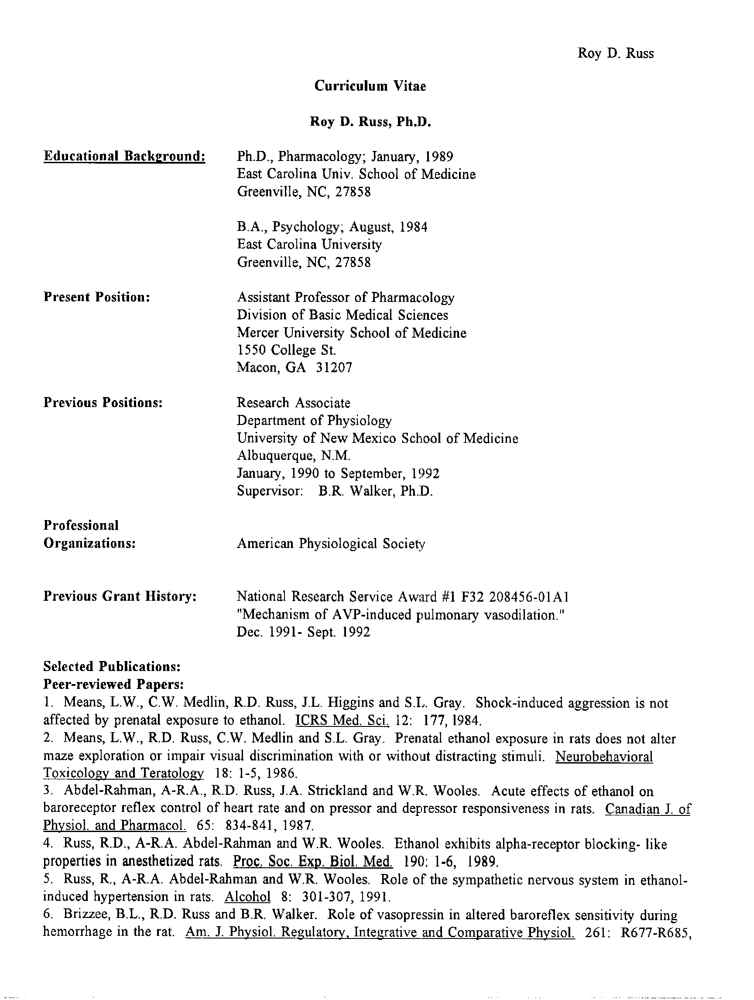 Roy D. Russ
Curriculum Vitae
Roy D. Russ, Ph.D.
Educational Background: Ph.D., Pharmacology; January, 1989
East Carolina Univ. School of Medicine
Greenville, NC, 27858
B.A., Psychology; August, 1984
East Carolina University
Greenville, NC, 27858
Present Position: Assistant Professor of Pharmacology
Division of Basic Medical Sciences
Mercer University School of Medicine
1550 College St.
Macon, GA 31207
Previous Positions: Research Associate
Department of Physiology
University of New Mexico School of Medicine
Albuquerque, N.M.
January, 1990 to September, 1992
Supervisor: B.R. Walker, Ph.D.
Professional
Organizations: American Physiological Society
Previous Grant History: National Research Service Award #1 F32 208456-01A1
"Mechanism of AVP-induced pulmonary vasodilation."
Dec. 1991- Sept. 1992
Selected Publications:
Peer-reviewed Papers:
1. Means, L.W., C.W. Medlin, R.D. Russ, J.L. Higgins and S.L. Gray. Shock-induced aggression is not
affected by prenatal exposure to ethanol. ICRS Med. Sci. 12: 177, 1984.
2. Means, L.W., R.D. Russ, C.W. Medlin and S.L. Gray. Prenatal ethanol exposure in rats does not alter
maze exploration or impair visual discrimination with or without distracting stimuli. Neurobehavioral
Toxicology and Teratology 18: 1-5, 1986.
3. Abdel-Rahman, A-R.A., R.D. Russ, J.A. Strickland and W.R. Wooles. Acute effects of ethanol on
baroreceptor reflex control of heart rate and on pressor and depressor responsiveness in rats. Canadian J. of
Physiol. and Pharmacol. 65: 834-841, 1987.
4. Russ, R.D., A-R.A. Abdel-Rahman and W.R. Wooles. Ethanol exhibits alpha-receptor blocking- like
properties in anesthetized rats. Proc. Soc. Exp. Biol. Med. 190: 1-6, 1989.
5. Russ, R., A-R.A. Abdel-Rahman and W.R. Wooles. Role of the sympathetic nervous system in ethanol-
induced hypertension in rats. Alcohol 8: 301-307, 1991.
6. Brizzee, B.L., R.D. Russ and B.R. Walker. Role of vasopressin in altered baroreflex sensitivity during
hemorrhage in the rat. Am. J. Physiol. Regulatory, Integrative and Comparative Physiol. 261: R677-R685,